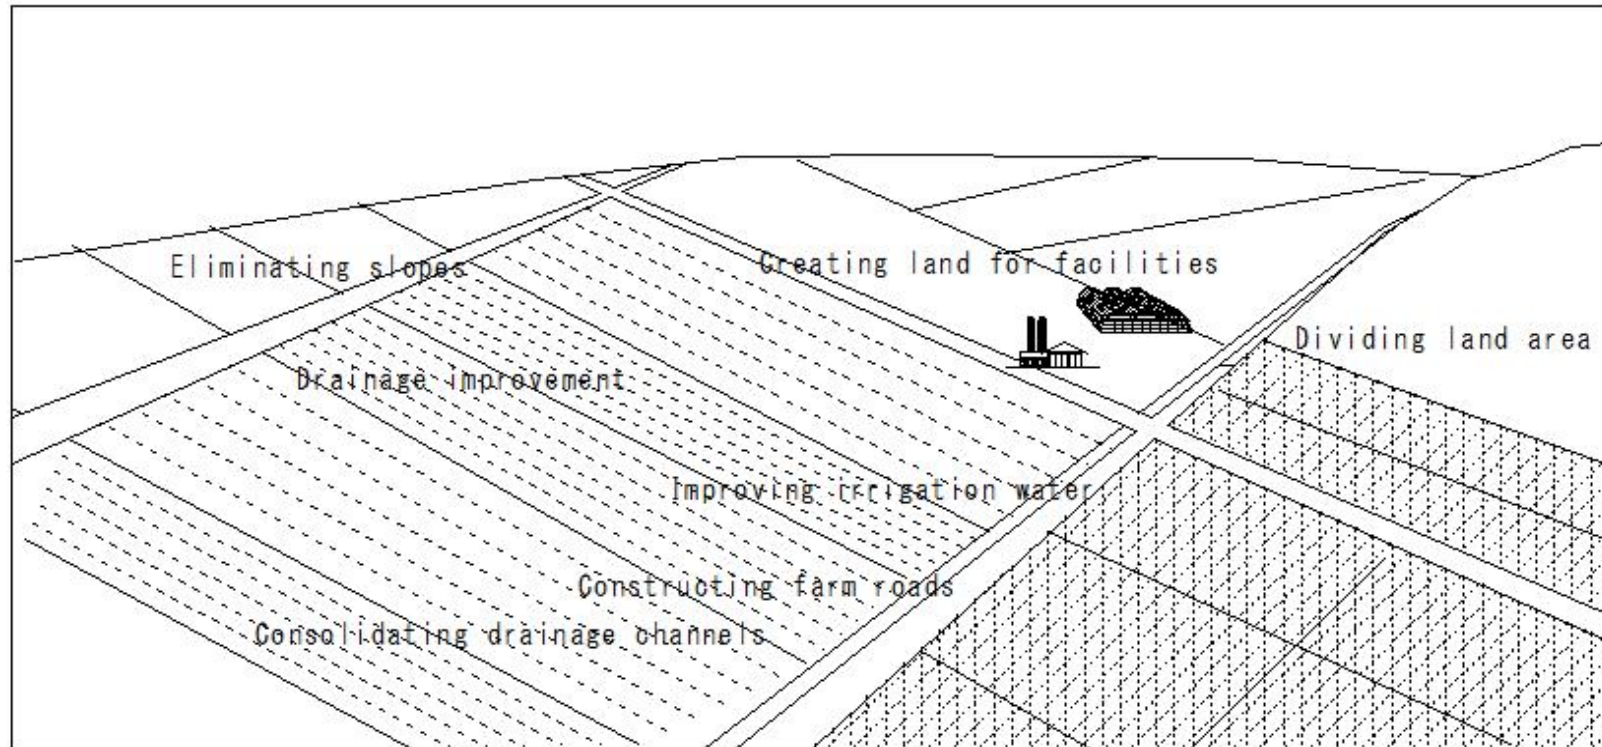 Eliminating slopes
Creating land for facilities
Dividing land area
Drainage improvement
Improving irrigation water
Constructing farm roads
Consolidating drainage channels